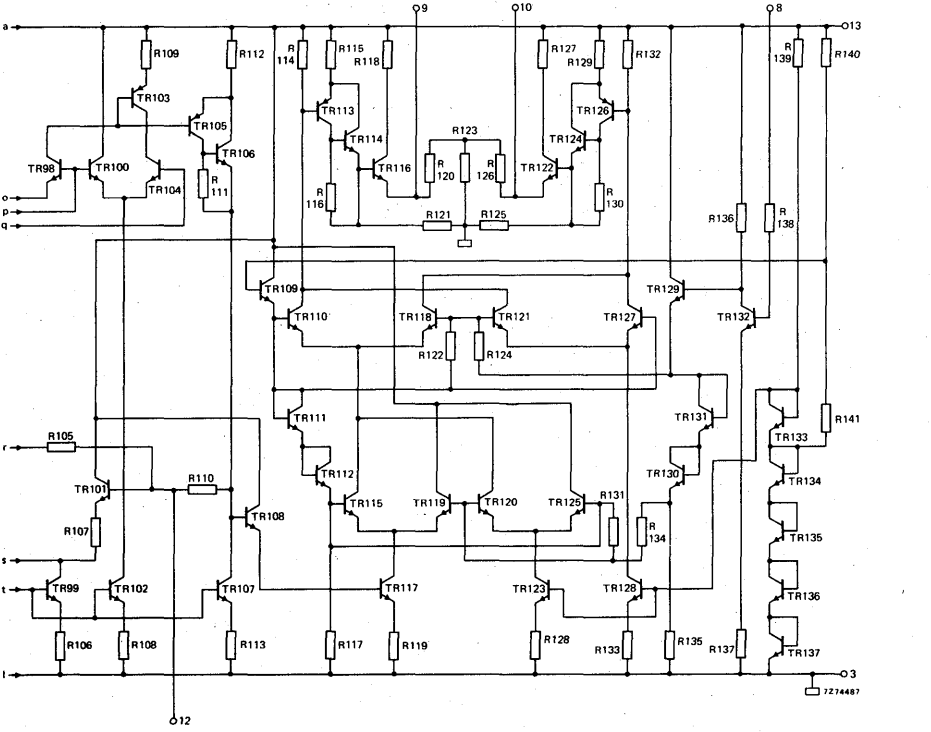 9
10
8
a
13
R109
R112
R
114
R115
R118
R127
R129
R132
R
139
R140
TR103
TR105
TR113
TR126
TR106
TR114
R123
TR124
TR98
TR100
TR104
R
111
TR116
R
120
R
126
TR122
o
p
q
R
116
R
130
R121
R125
R136
R
138
TR109
TR129
TR110
TR118
TR121
TR127
TR132
R122
R124
TR111
TR131
TR133
R141
r
R105
TR112
TR130
TR134
TR101
R110
TR108
TR115
TR119
TR120
TR125
R131
R107
R
134
TR135
s
t
TR99
TR102
TR107
TR117
TR123
TR128
TR136
R106
R108
R113
R117
R119
R128
R133
R135
R137
TR137
l
3
7Z74487
12